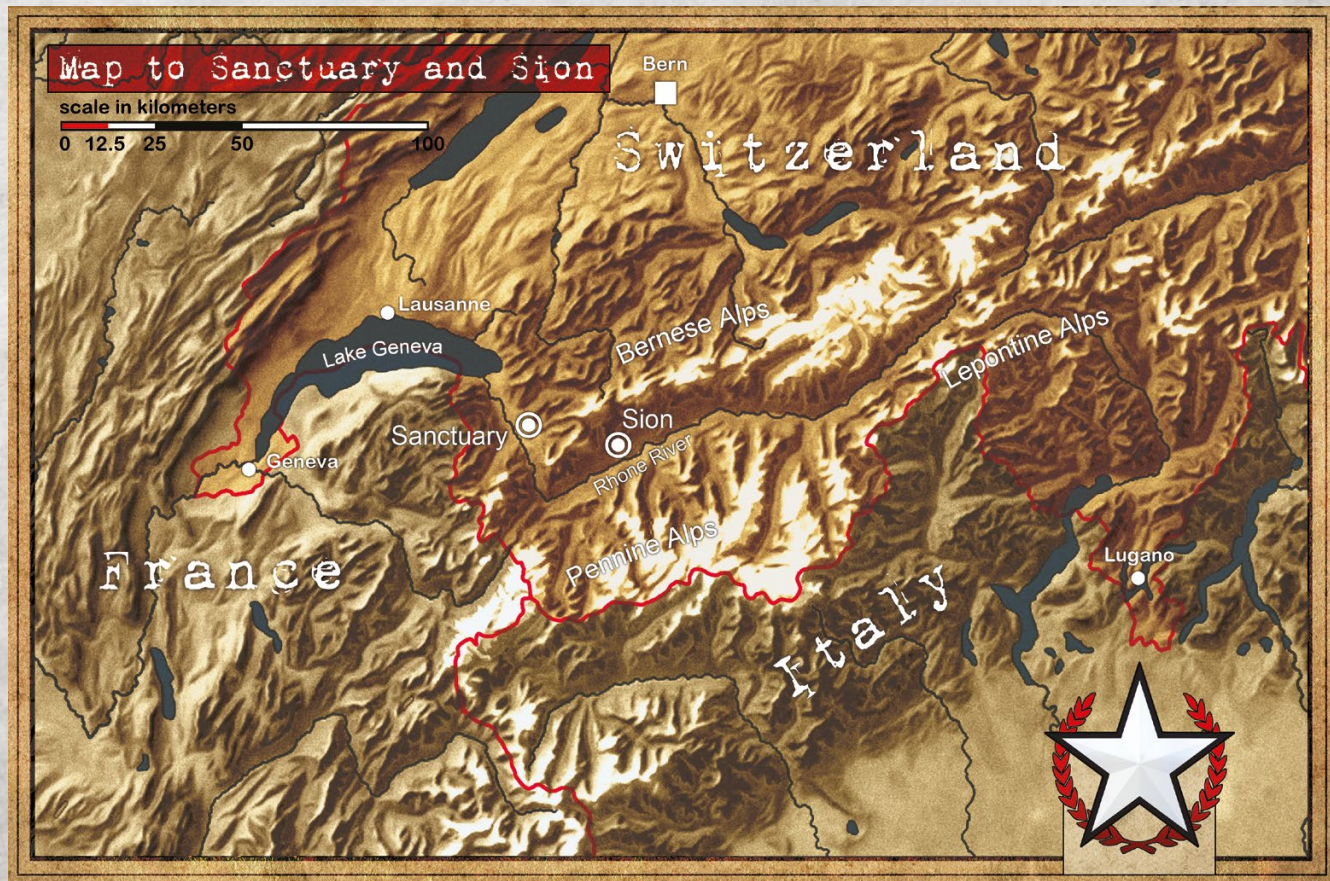 Map to Sanctuary and Sion
scale in kilometers
0 12.5 25 50 100
Bern
Switzerland
Lausanne
Lake Geneva
Bernese Alps
Lepontine Alps
Sanctuary
Sion
Rhone River
Geneva
Pennine Alps
France
Lugano
Italy